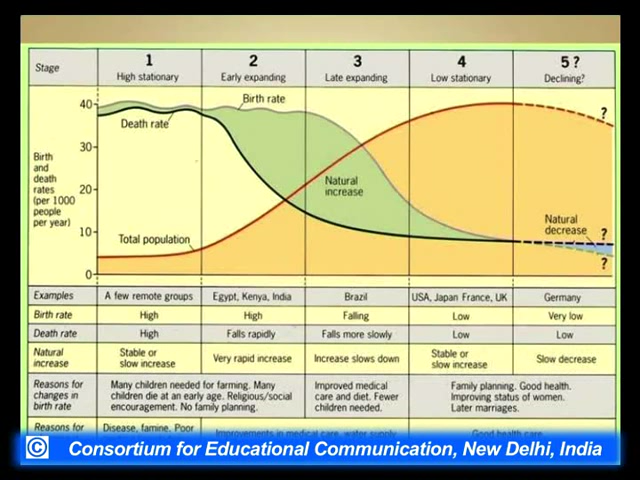 Stage
1
High stationary
2
Early expanding
3
Late expanding
4
Low stationary
5 ?
Declining?
Birth and death rates (per 1000 people per year)
40
30
20
10
0
Birth rate
Death rate
Total population
Natural increase
Natural decrease
?
?
?
Examples
A few remote groups
Egypt, Kenya, India
Brazil
USA, Japan France, UK
Germany
Birth rate
High
High
Falling
Low
Very low
Death rate
High
Falls rapidly
Falls more slowly
Low
Low
Natural increase
Stable or slow increase
Very rapid increase
Increase slows down
Stable or slow increase
Slow decrease
Reasons for changes in birth rate
Many children needed for farming. Many children die at an early age. Religious/social encouragement. No family planning.
Improved medical care and diet. Fewer children needed.
Family planning. Good health. Improving status of women. Later marriages.
Reasons for
Disease, famine. Poor
Improvements in medical care, water supply
Good health care
© Consortium for Educational Communication, New Delhi, India